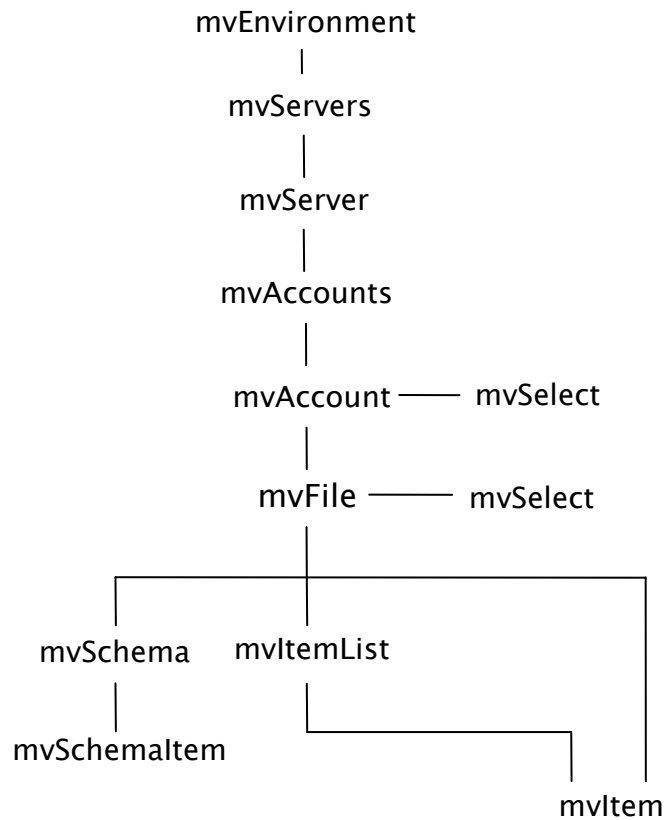 mvEnvironment
mvServers
mvServer
mvAccounts
mvAccount mvSelect
mvFile mvSelect
mvSchema mvItemList
mvSchemaItem
mvItem